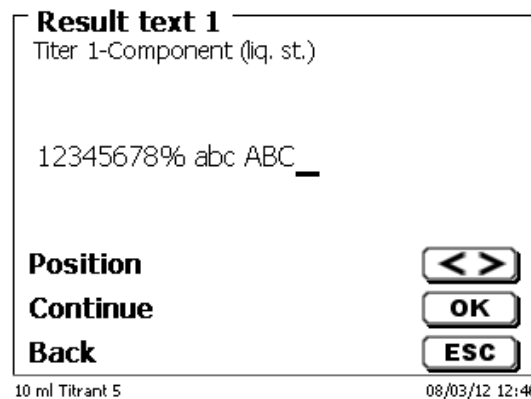 Result text 1
Titer 1-Component (liq. st.)
12345678% abc ABC_
Position < >
Continue OK
Back ESC
10 ml Titrant 5 08/03/12 12:46